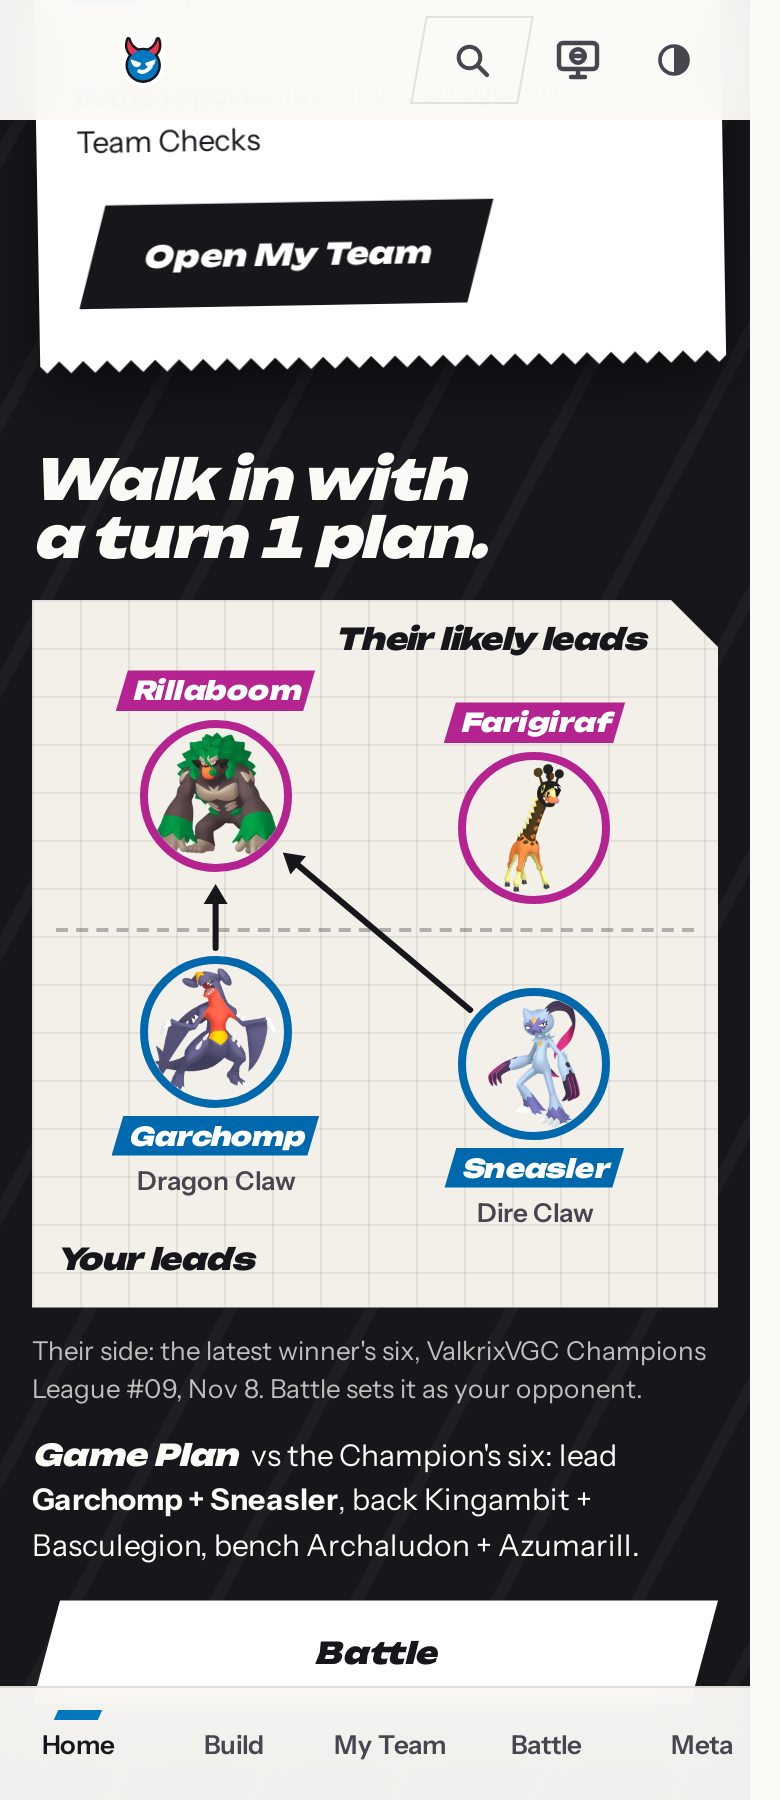 Team Checks
Open My Team
Walk in with
a turn 1 plan.
Their likely leads
Rillaboom
Farigiraf
Garchomp
Dragon Claw
Sneasler
Dire Claw
Your leads
Their side: the latest winner's six, ValkrixVGC Champions
League #09, Nov 8. Battle sets it as your opponent.
Game Plan vs the Champion's six: lead
Garchomp + Sneasler, back Kingambit +
Basculegion, bench Archaludon + Azumarill.
Battle
Home Build My Team Battle Meta